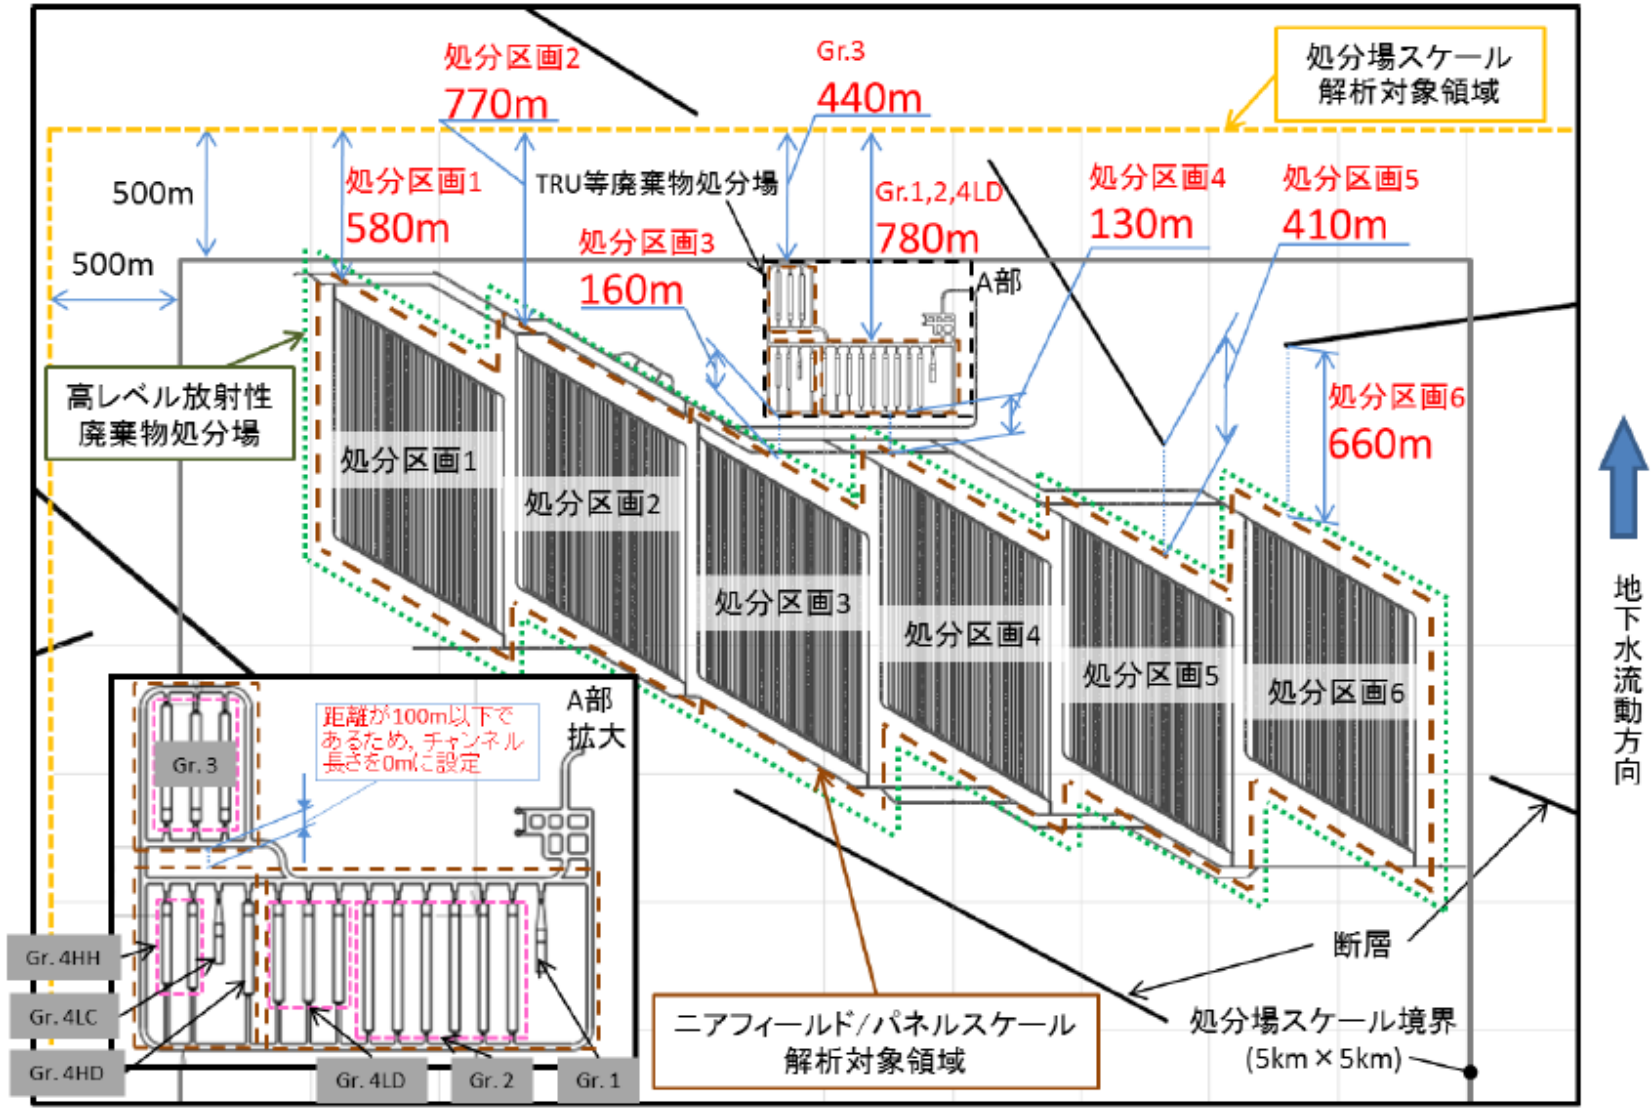 処分区画2
770m
Gr.3
440m
処分場スケール
解析対象領域
500m
処分区画1
580m
TRU等廃棄物処分場
Gr.1,2,4LD
780m
処分区画4
130m
処分区画5
410m
処分区画3
160m
500m
A部
高レベル放射性
廃棄物処分場
処分区画6
660m
処分区画1
処分区画2
処分区画3
処分区画4
処分区画5
処分区画6
地下水流動方向
A部
拡大
距離が100m以下で
あるため、チャンネル
長さを0mに設定
Gr. 3
Gr. 4HH
Gr. 4LC
Gr. 4HD
Gr. 4LD
Gr. 2
Gr. 1
断層
ニアフィールド/パネルスケール
解析対象領域
処分場スケール境界
(5km×5km)